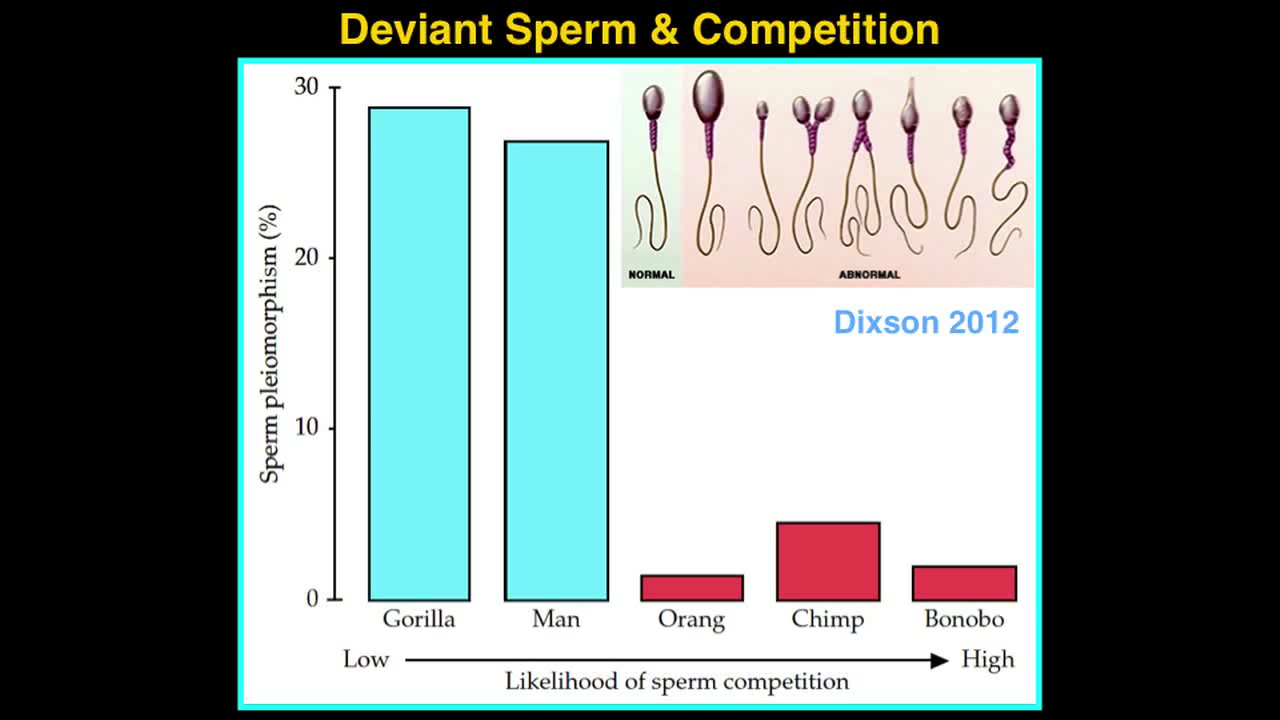 Deviant Sperm & Competition
30
20
10
0
Sperm pleiomorphism (%)
NORMAL
ABNORMAL
Dixson 2012
Gorilla
Man
Orang
Chimp
Bonobo
Low
High
Likelihood of sperm competition